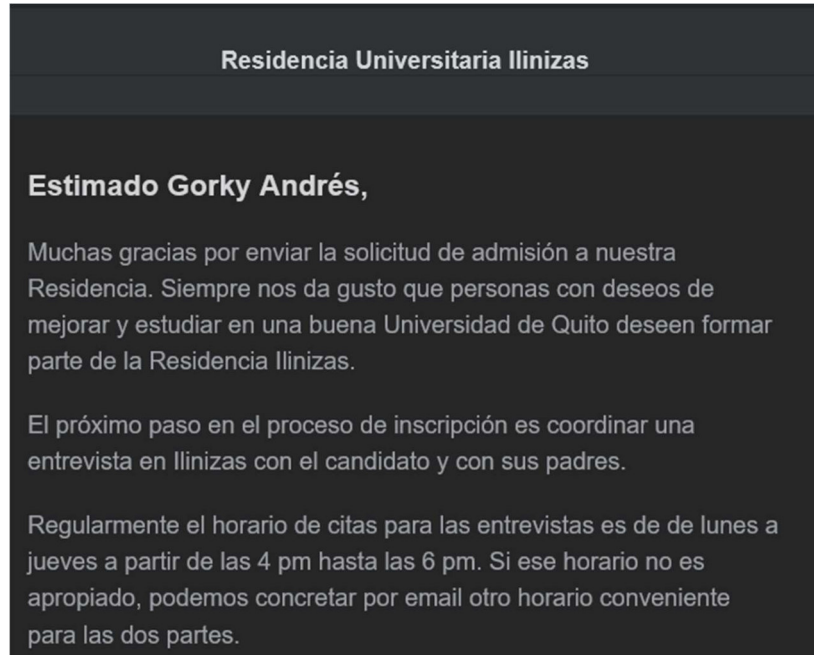 Residencia Universitaria Ilinizas
Estimado Gorky Andrés,
Muchas gracias por enviar la solicitud de admisión a nuestra
Residencia. Siempre nos da gusto que personas con deseos de
mejorar y estudiar en una buena Universidad de Quito deseen formar
parte de la Residencia Ilinizas.
El próximo paso en el proceso de inscripción es coordinar una
entrevista en Ilinizas con el candidato y con sus padres.
Regularmente el horario de citas para las entrevistas es de de lunes a
jueves a partir de las 4 pm hasta las 6 pm. Si ese horario no es
apropiado, podemos concretar por email otro horario conveniente
para las dos partes.